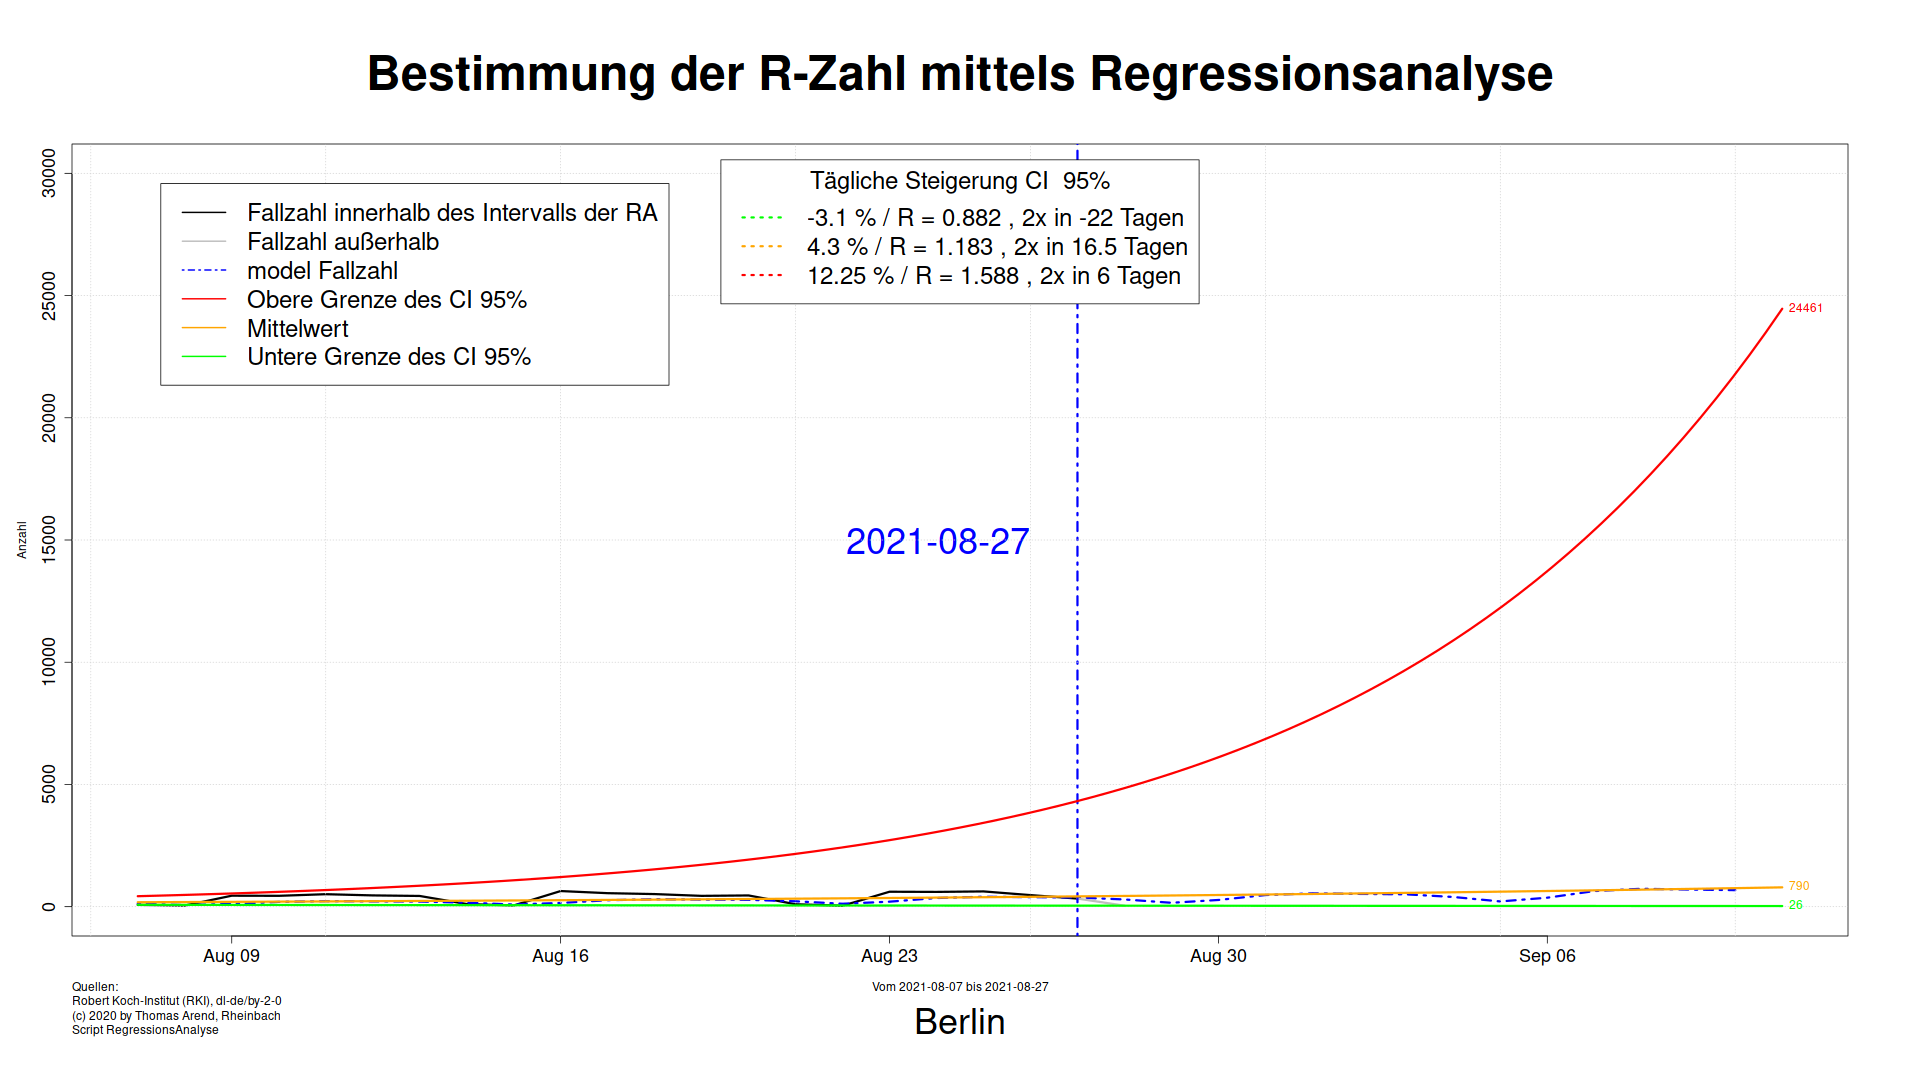 Bestimmung der R-Zahl mittels Regressionsanalyse
Tägliche Steigerung CI  95%
-3.1 % / R = 0.882 , 2x in -22 Tagen
4.3 % / R = 1.183 , 2x in 16.5 Tagen
12.25 % / R = 1.588 , 2x in 6 Tagen
Fallzahl innerhalb des Intervalls der RA
Fallzahl außerhalb
model Fallzahl
Obere Grenze des CI 95%
Mittelwert
Untere Grenze des CI 95%
30000
25000
20000
15000
10000
5000
0
Anzahl
2021-08-27
24461
790
26
Aug 09
Aug 16
Aug 23
Aug 30
Sep 06
Quellen:
Robert Koch-Institut (RKI), dl-de/by-2-0
(c) 2020 by Thomas Arend, Rheinbach
Script RegressionsAnalyse
Vom 2021-08-07 bis 2021-08-27
Berlin